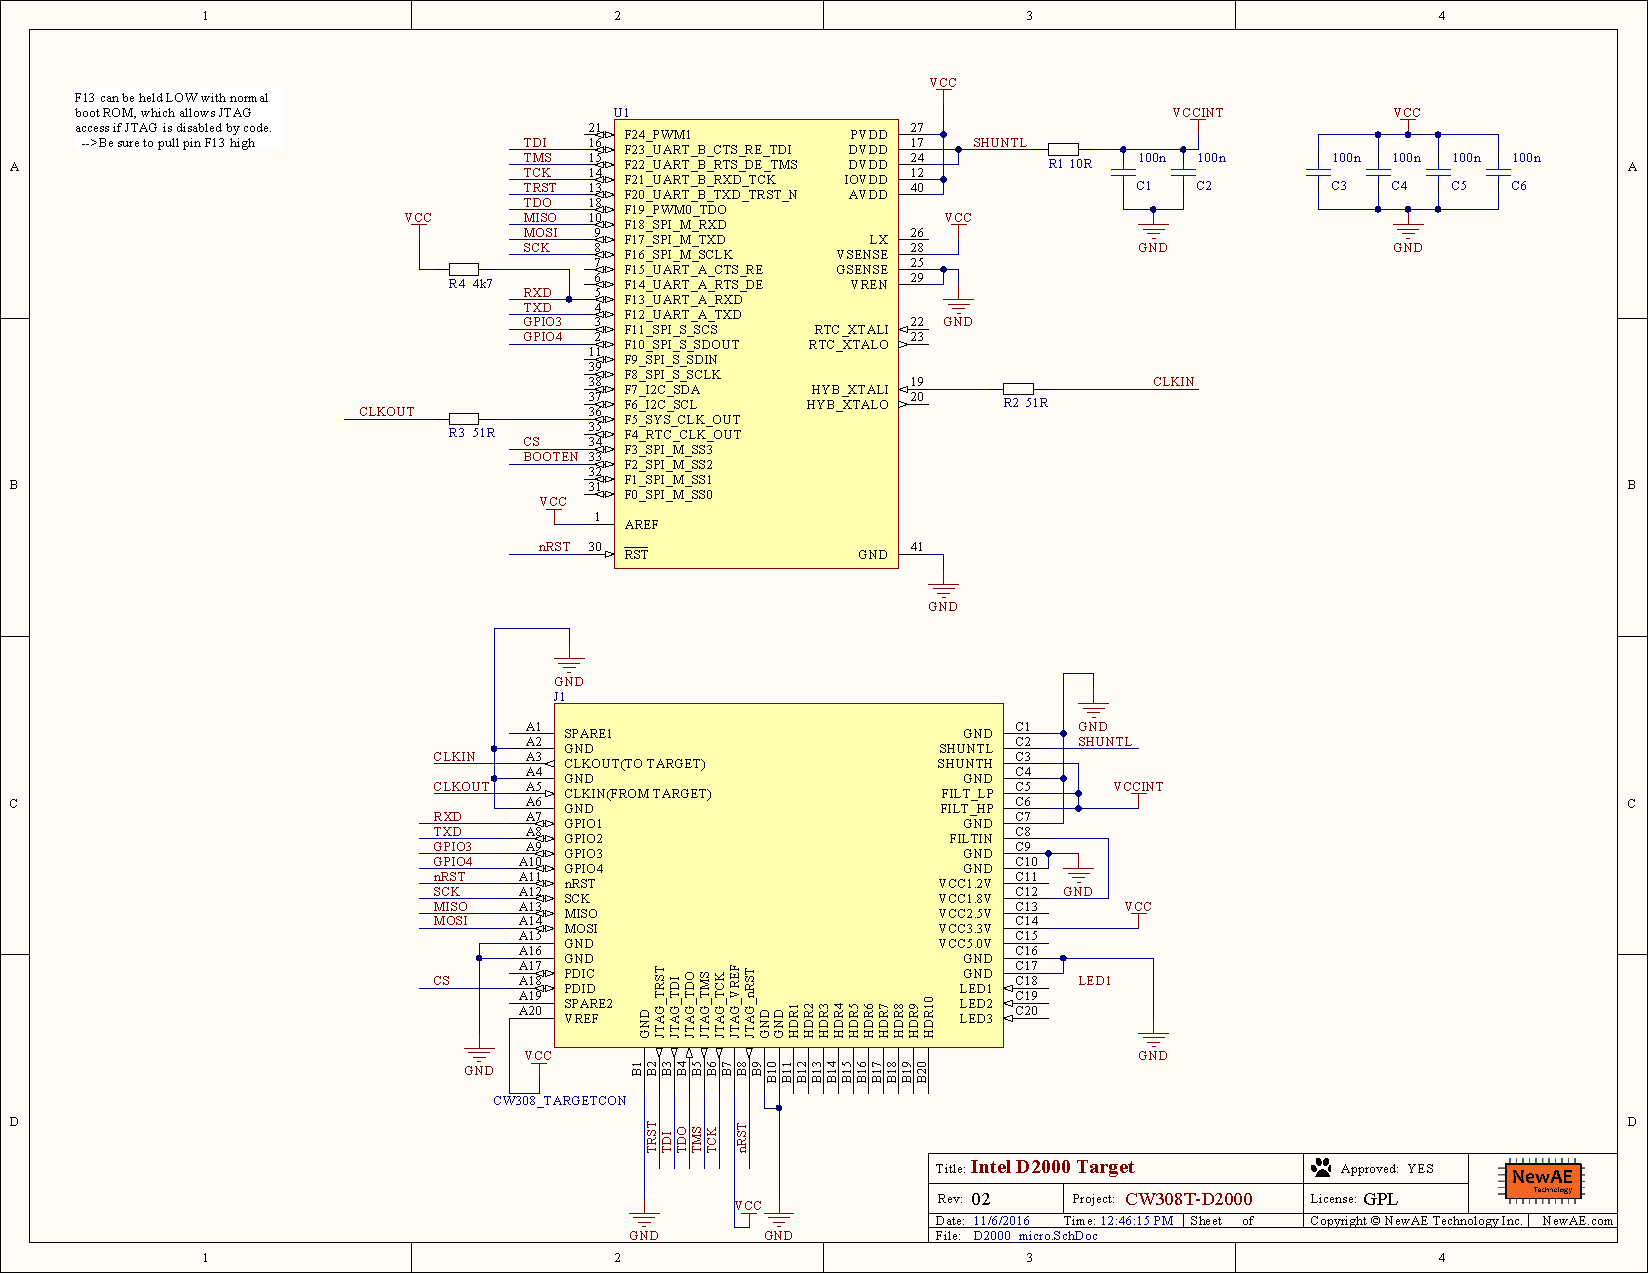 1 2 3 4
A
B
C
D
F13 can be held LOW with normal
boot ROM, which allows JTAG
access if JTAG is disabled by code.
-->Be sure to pull pin F13 high
U1
21 F24_PWM1
TDI 16 F23_UART_B_CTS_RE_TDI
TMS 15 F22_UART_B_RTS_DE_TMS
TCK 14 F21_UART_B_RXD_TCK
TRST 13 F20_UART_B_TXD_TRST_N
TDO 18 F19_PWM0_TDO
MISO 10 F18_SPI_M_RXD
MOSI 9 F17_SPI_M_TXD
SCK 8 F16_SPI_M_SCLK
7 F15_UART_A_CTS_RE
6 F14_UART_A_RTS_DE
RXD 5 F13_UART_A_RXD
TXD 4 F12_UART_A_TXD
GPIO3 3 F11_SPI_S_SCS
GPIO4 2 F10_SPI_S_SDOUT
11 F9_SPI_S_SDIN
39 F8_SPI_S_SCLK
38 F7_I2C_SDA
37 F6_I2C_SCL
36 F5_SYS_CLK_OUT
35 F4_RTC_CLK_OUT
CS 34 F3_SPI_M_SS3
BOOTEN 33 F2_SPI_M_SS2
32 F1_SPI_M_SS1
31 F0_SPI_M_SS0
VCC
1 AREF
nRST 30 RST
VCC
R4 4k7
CLKOUT
R3 51R
VCC
PVDD 27
DVDD 17 SHUNTL
DVDD 24
IOVDD 12
AVDD 40
VCC
LX 26
VSENSE 28
GSENSE 25
VREN 29
GND
RTC_XTALI 22
RTC_XTALO 23
HYB_XTALI 19
HYB_XTALO 20
R2 51R
CLKIN
GND 41
GND
R1 10R
VCCINT
100n 100n
C1 C2
GND
VCC
100n 100n 100n 100n
C3 C4 C5 C6
GND
GND
J1
A1 SPARE1
A2 GND
CLKIN A3 CLKOUT(TO TARGET)
A4 GND
CLKOUT A5 CLKIN(FROM TARGET)
A6 GND
RXD A7 GPIO1
TXD A8 GPIO2
GPIO3 A9 GPIO3
GPIO4 A10 GPIO4
nRST A11 nRST
SCK A12 SCK
MISO A13 MISO
MOSI A14 MOSI
A15 GND
A16 GND
A17 PDIC
CS A18 PDID
A19 SPARE2
A20 VREF
GND
VCC
CW308_TARGETCON
GND
GND C1
SHUNTL C2 SHUNTL
SHUNTH C3
GND C4
FILT_LP C5
FILT_HP C6 VCCINT
GND C7
FILTIN C8
GND C9
GND C10
GND
VCC1.2V C11
VCC1.8V C12
VCC2.5V C13
VCC3.3V C14 VCC
VCC5.0V C15
GND C16
GND C17
LED1 C18 LED1
LED2 C19
LED3 C20
GND
GND B1
JTAG_TRST B2 TRST
JTAG_TDI B3 TDI
JTAG_TDO B4 TDO
JTAG_TMS B5 TMS
JTAG_TCK B6 TCK
JTAG_VREF B7
JTAG_nRST B8 nRST
GND B9
GND B10
HDR1 B11
HDR2 B12
HDR3 B13
HDR4 B14
HDR5 B15
HDR6 B16
HDR7 B17
HDR8 B18
HDR9 B19
HDR10 B20
VCC
GND
GND
Title: Intel D2000 Target
Approved: YES
Rev: 02
Project: CW308T-D2000
License: GPL
NewAE
Technology
Date: 11/6/2016 Time: 12:46:15 PM Sheet of
Copyright © NewAE Technology Inc. NewAE.com
File: D2000_micro.SchDoc
A
B
C
D
1 2 3 4